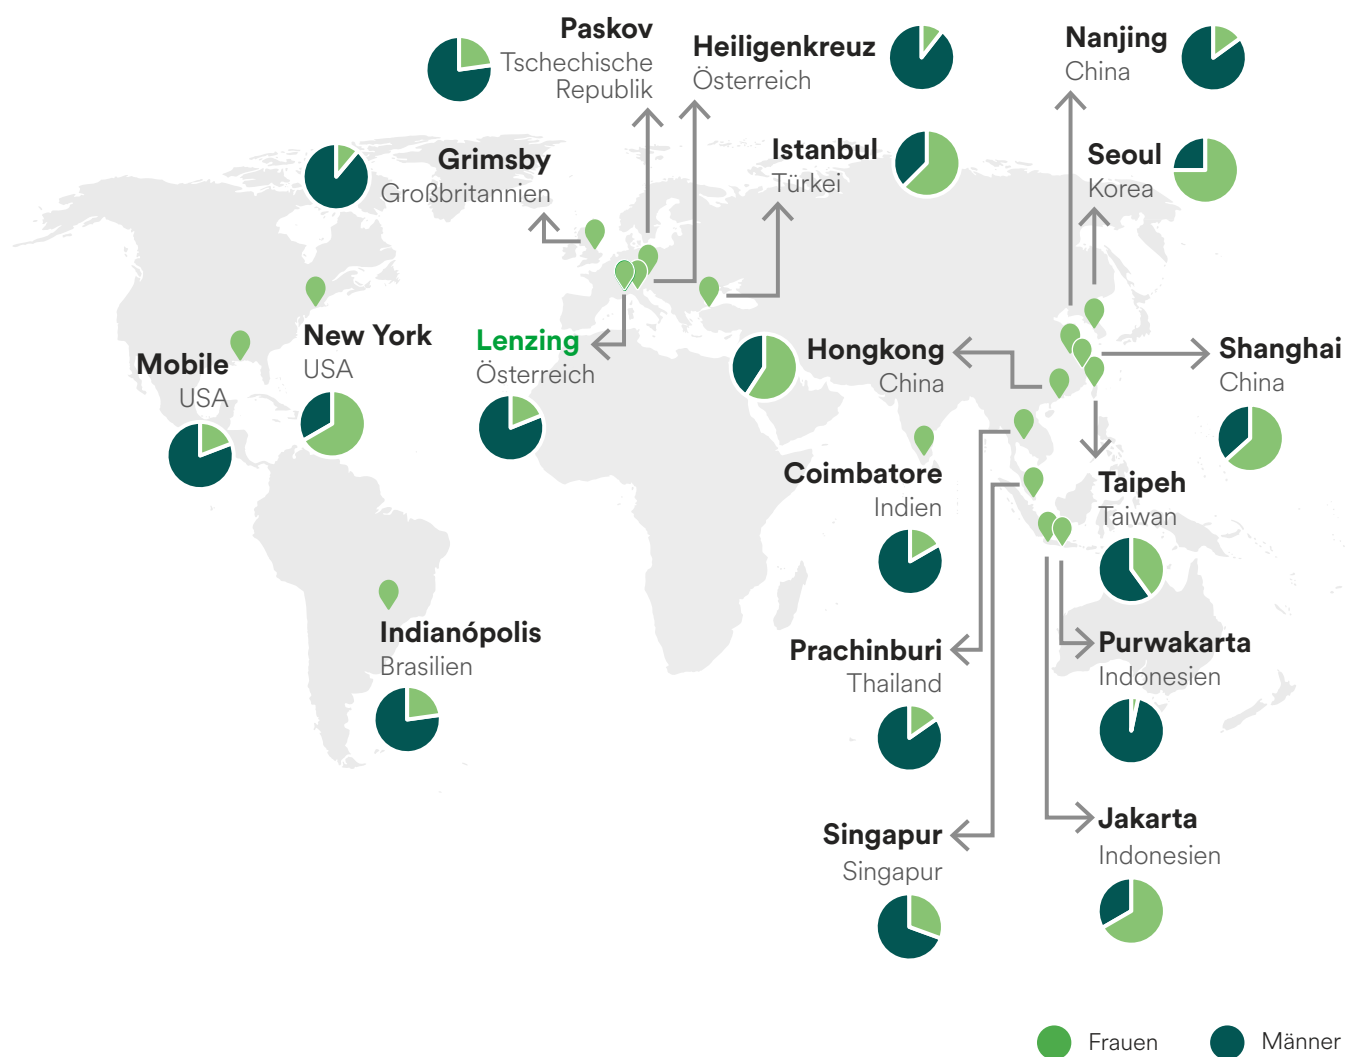 Paskov
Tschechische
Republik
Heiligenkreuz
Österreich
Nanjing
China
Grimsby
Großbritannien
Istanbul
Türkei
Seoul
Korea
New York
USA
Mobile
USA
Lenzing
Österreich
Hongkong
China
Shanghai
China
Coimbatore
Indien
Taipeh
Taiwan
Indianópolis
Brasilien
Prachinburi
Thailand
Purwakarta
Indonesien
Singapur
Singapur
Jakarta
Indonesien
Frauen
Männer